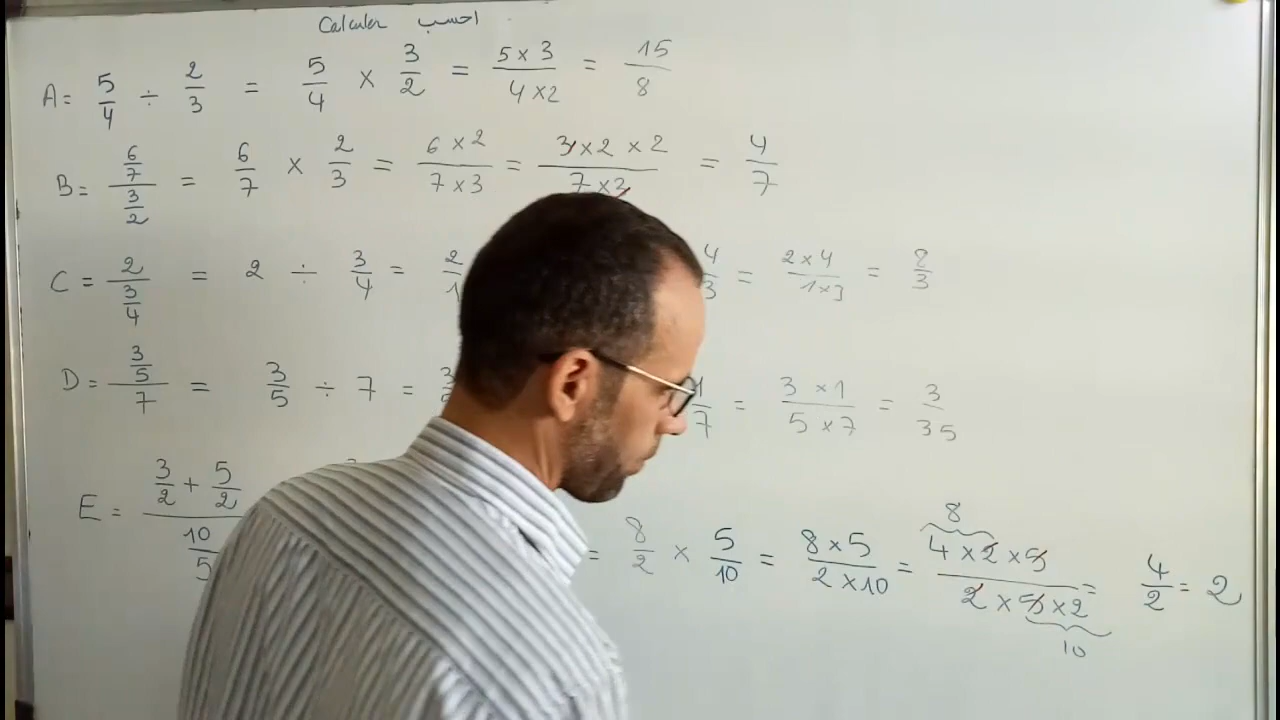 Calculer احسب
A = 5/4 ÷ 2/3 = 5/4 × 3/2 = 5 × 3 / 4 × 2 = 15/8
B = 6/7 / 3/2 = 6/7 × 2/3 = 6 × 2 / 7 × 3 = 3 × 2 × 2 / 7 × 3 = 4/7
C = 2 / 3/4 = 2 ÷ 3/4 = 2/1 4/3 = 2 × 4 / 1 × 3 = 8/3
D = 3/5 / 7 = 3/5 ÷ 7 = 3 1/7 = 3 × 1 / 5 × 7 = 3/35
E = 3/2 + 5/2 / 10/5 = 8/2 × 5/10 = 8 × 5 / 2 × 10 = 4 × 2 × 5 / 2 × 5 × 2 = 4/2 = 2
8
10